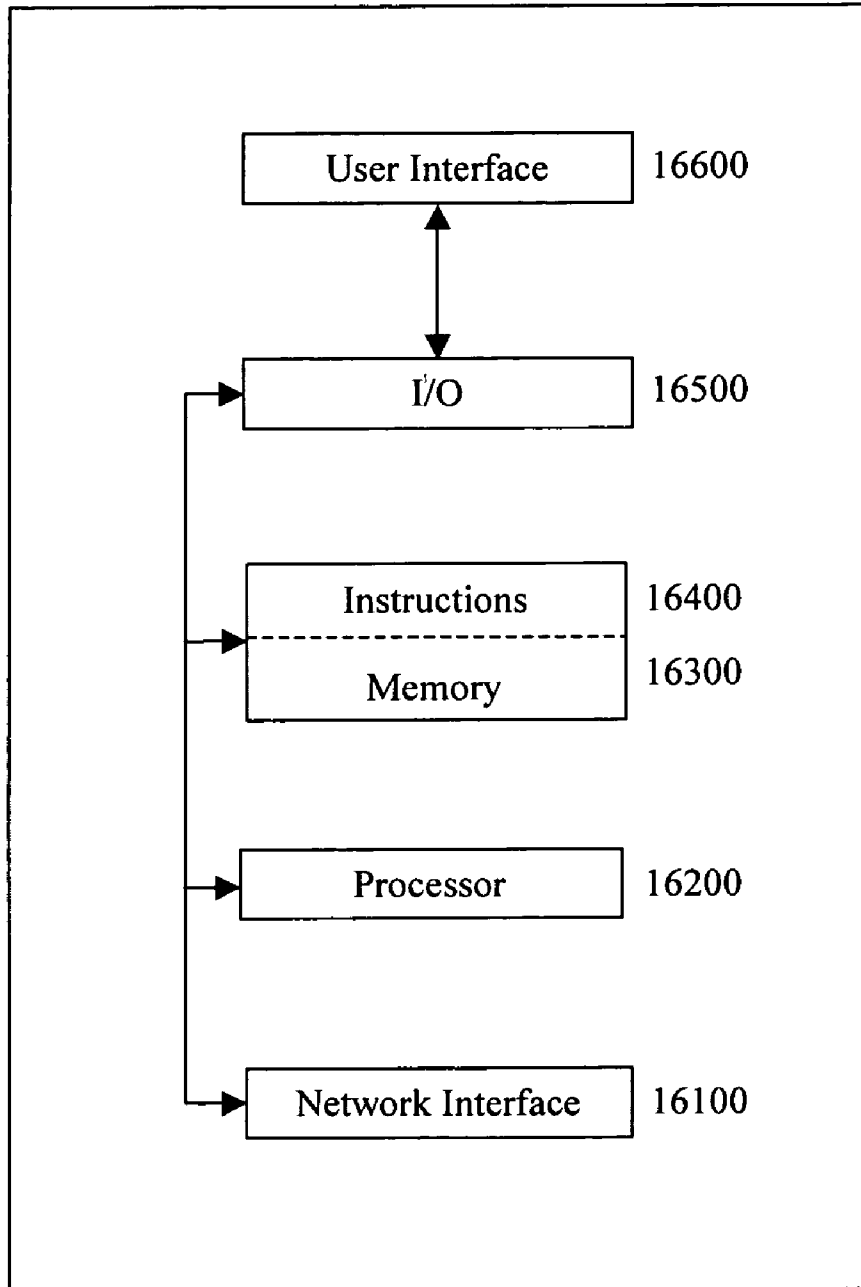 User Interface 16600
I/O 16500
Instructions 16400
Memory 16300
Processor 16200
Network Interface 16100